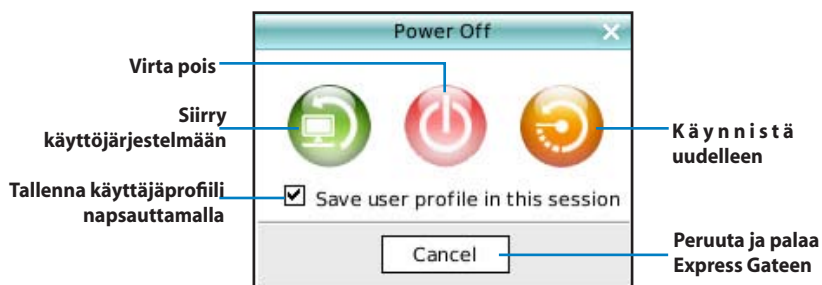 Power Off
Virta pois
Siirry
käyttöjärjestelmään
K ä y n n i s t ä
uudelleen
Tallenna käyttäjäprofiili
napsauttamalla
Save user profile in this session
Cancel
Peruuta ja palaa
Express Gateen